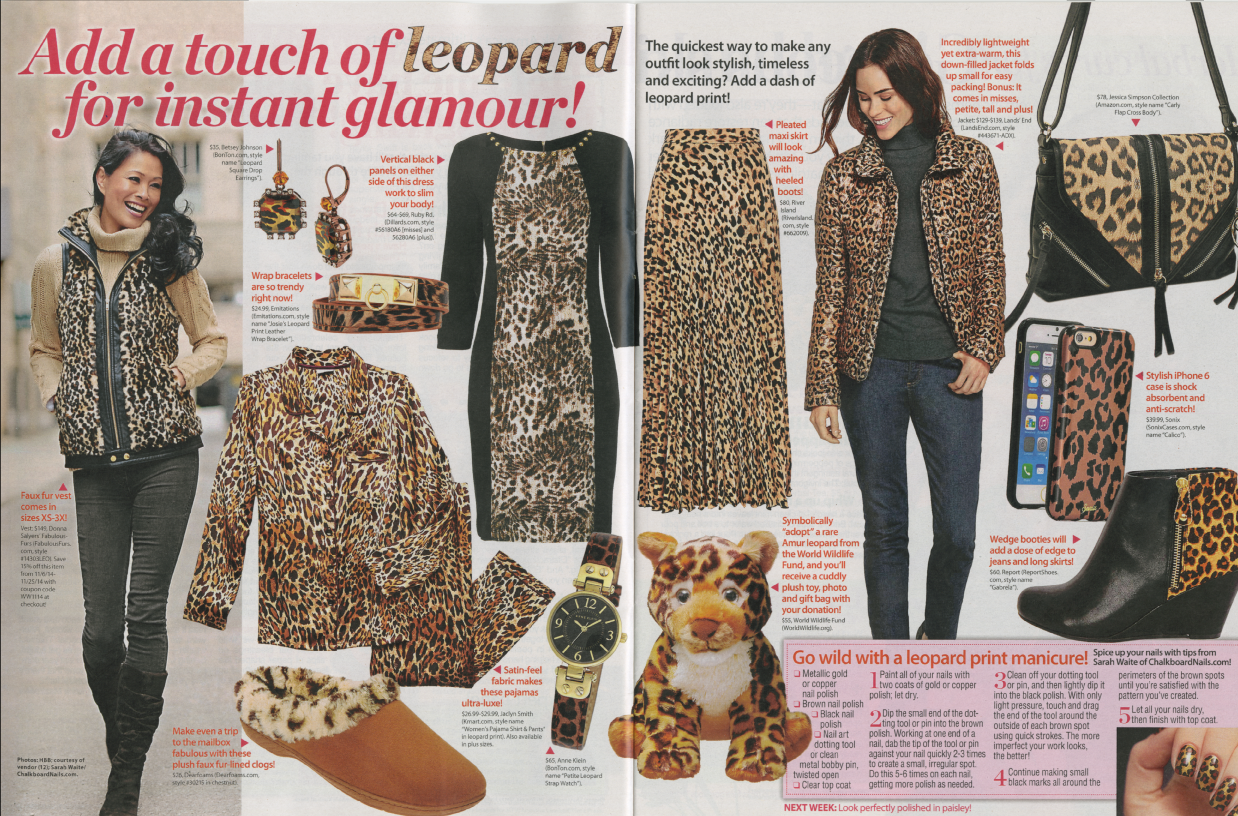 Add a touch of leopard
for instant glamour!
$35, Betsey Johnson
(BonTon.com, style
name "Leopard
Square Drop
Earrings").
Vertical black
panels on either
side of this dress
work to slim
your body!
$64-$69, Ruby Rd.
(Dillards.com, style
#56180A6 [misses] and
56280A6 [plus]).
Wrap bracelets
are so trendy
right now!
$24.99, Emitations
(Emitations.com, style
name "Josie's Leopard
Print Leather
Wrap Bracelet").
Faux fur vest
comes in
sizes XS-3X!
Vest: $149, Donna
Salyers' Fabulous-
Furs (FabulousFurs.
com, style
#14303LEO). Save
15% off this item
from 11/6/14-
11/25/14 with
coupon code
WW1114 at
checkout!
Satin-feel
fabric makes
these pajamas
ultra-luxe!
$26.99-$29.99, Jaclyn Smith
(Kmart.com, style name
"Women's Pajama Shirt & Pants"
in leopard print). Also available
in plus sizes.
Make even a trip
to the mailbox
fabulous with these
plush faux fur-lined clogs!
$26, Dearfoams (Dearfoams.com,
style #50215 in chestnut).
$65, Anne Klein
(BonTon.com, style
name "Petite Leopard
Strap Watch").
Photos: H&B; courtesy of
vendor (12); Sarah Waite/
ChalkboardNails.com.
The quickest way to make any
outfit look stylish, timeless
and exciting? Add a dash of
leopard print!
Pleated
maxi skirt
will look
amazing
with
heeled
boots!
$80, River
Island
(RiverIsland.
com, style
#662009).
Incredibly lightweight
yet extra-warm, this
down-filled jacket folds
up small for easy
packing! Bonus: It
comes in misses,
petite, tall and plus!
Jacket: $129-$139, Lands' End
(LandsEnd.com, style
#443671-ADX).
$78, Jessica Simpson Collection
(Amazon.com, style name "Carly
Flap Cross Body").
Stylish iPhone 6
case is shock
absorbent and
anti-scratch!
$39.99, Sonix
(SonixCases.com, style
name "Calico").
Symbolically
"adopt" a rare
Amur leopard from
the World Wildlife
Fund, and you'll
receive a cuddly
plush toy, photo
and gift bag with
your donation!
$55, World Wildlife Fund
(WorldWildlife.org).
Wedge booties will
add a dose of edge to
jeans and long skirts!
$60, Report (ReportShoes.
com, style name
"Gabrela").
Go wild with a leopard print manicure!
Spice up your nails with tips from
Sarah Waite of ChalkboardNails.com!
Metallic gold
or copper
nail polish
Brown nail polish
Black nail
polish
Nail art
dotting tool
or clean
metal bobby pin,
twisted open
Clear top coat
1 Paint all of your nails with
two coats of gold or copper
polish; let dry.
2 Dip the small end of the dot-
ting tool or pin into the brown
polish. Working at one end of a
nail, dab the tip of the tool or pin
against your nail quickly 2-3 times
to create a small, irregular spot.
Do this 5-6 times on each nail,
getting more polish as needed.
3 Clean off your dotting tool
or pin, and then lightly dip it
into the black polish. With only
light pressure, touch and drag
the end of the tool around the
outside of each brown spot
using quick strokes. The more
imperfect your work looks,
the better!
4 Continue making small
black marks all around the
perimeters of the brown spots
until you're satisfied with the
pattern you've created.
5 Let all your nails dry,
then finish with top coat.
NEXT WEEK: Look perfectly polished in paisley!